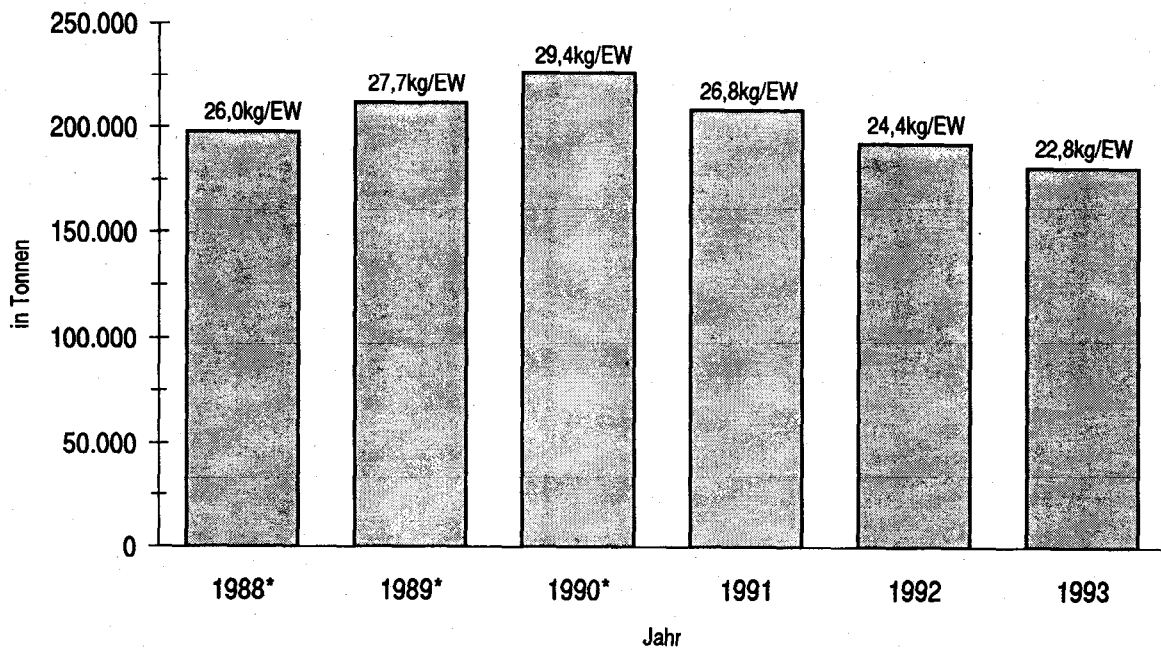 250.000
200.000
150.000
100.000
50.000
0
in Tonnen
26,0kg/EW
27,7kg/EW
29,4kg/EW
26,8kg/EW
24,4kg/EW
22,8kg/EW
1988* 1989* 1990* 1991 1992 1993
Jahr